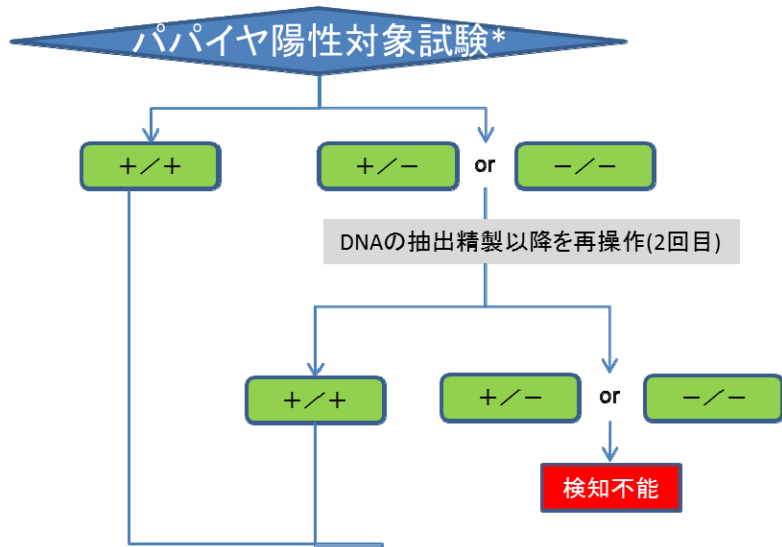 パパイヤ陽性対象試験*
+/+
+/-
or
-/-
DNAの抽出精製以降を再操作(2回目)
+/+
+/-
or
-/-
検知不能